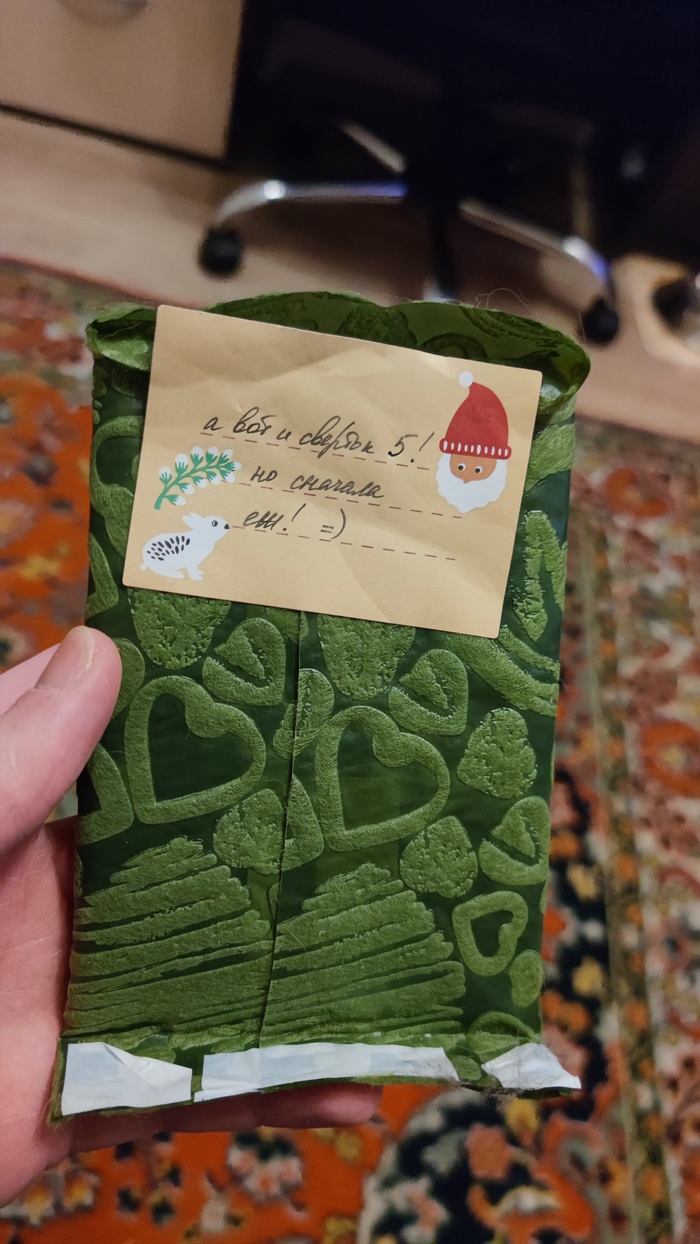 а вот и свёрток 5!
но сначала
ешь! =)